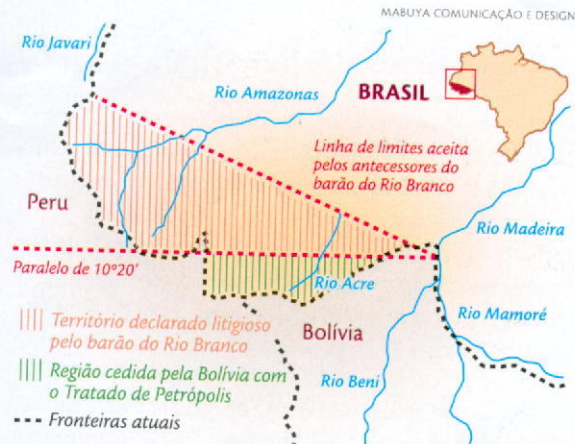 MABUYA COMUNICAÇÃO E DESIGN
Rio Javari
Rio Amazonas
BRASIL
Linha de limites aceita
pelos antecessores do
barão do Rio Branco
Peru
Rio Madeira
Paralelo de 10º20'
Rio Acre
Bolívia
Rio Mamoré
Rio Beni
Território declarado litigioso
pelo barão do Rio Branco
Região cedida pela Bolívia com
o Tratado de Petrópolis
Fronteiras atuais